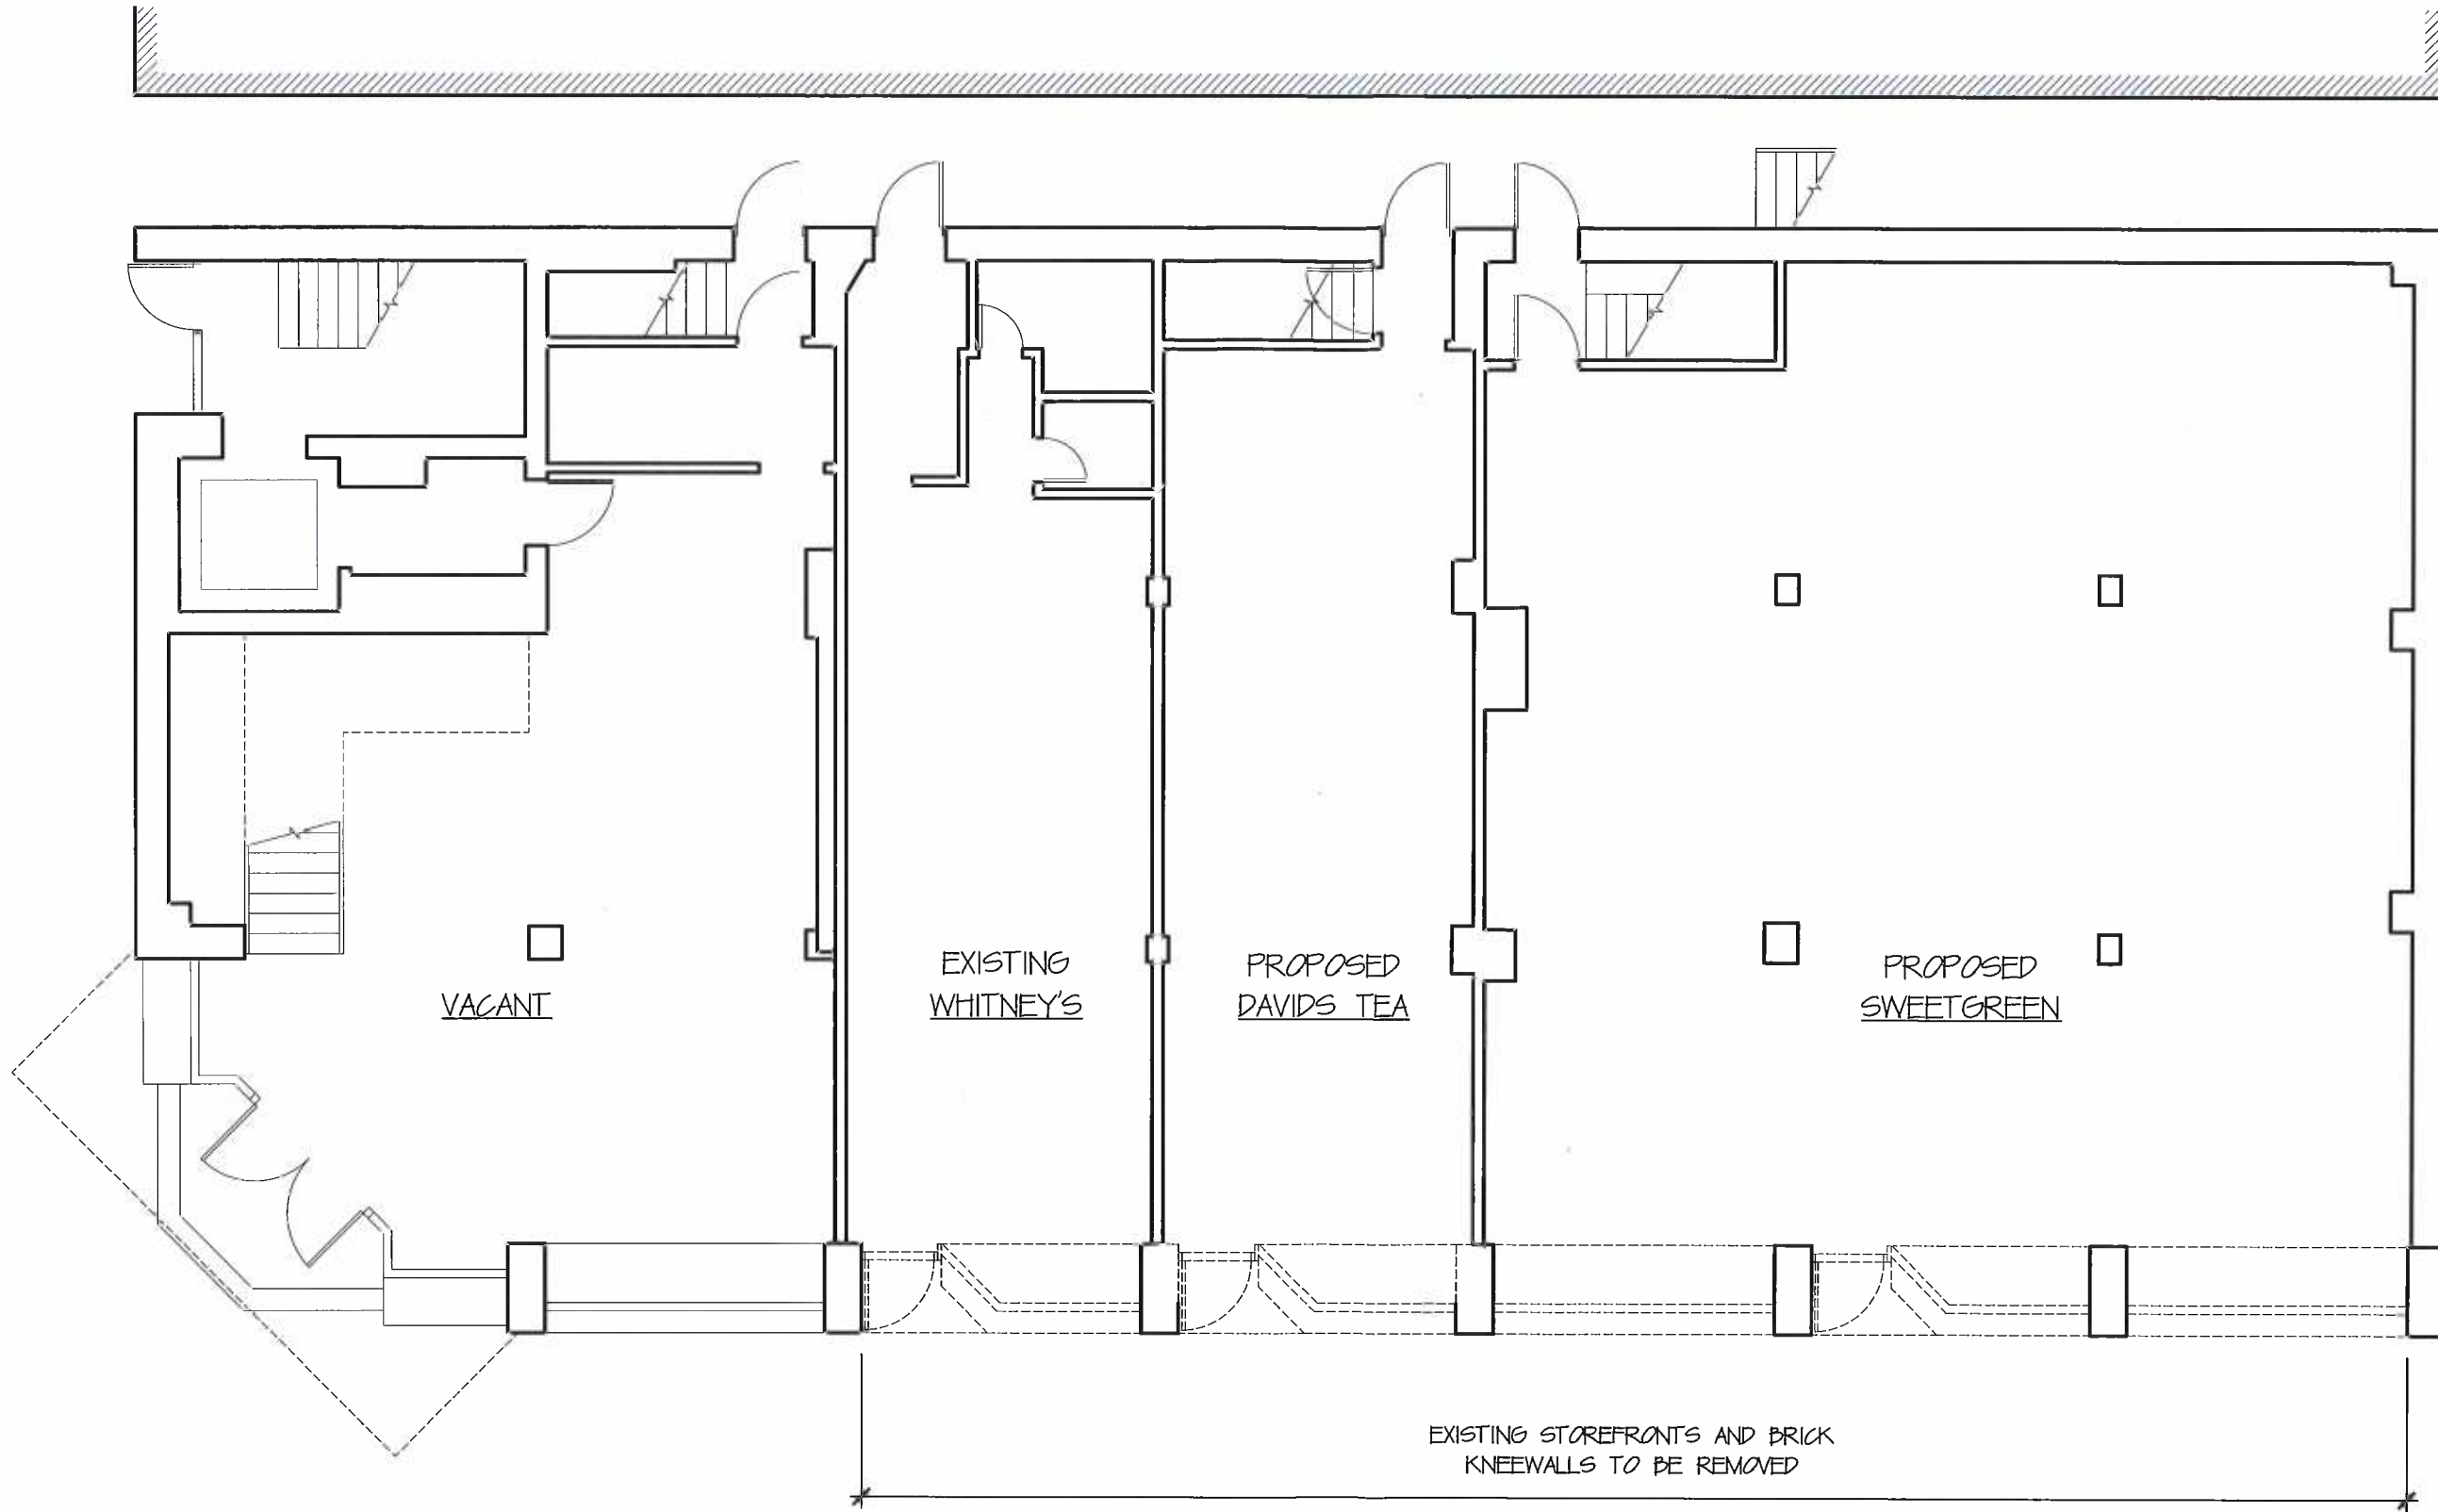 VACANT
EXISTING
WHITNEY'S
PROPOSED
DAVIDS TEA
PROPOSED
SWEETGREEN
EXISTING STOREFRONTS AND BRICK
KNEEWALLS TO BE REMOVED